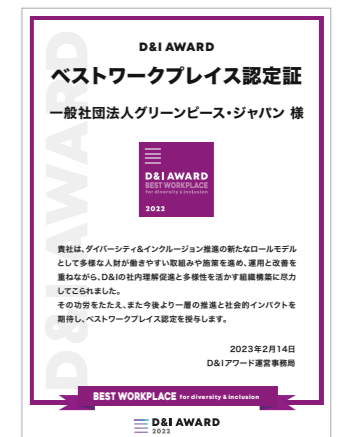 D&I AWARD
D&I AWARD
ベストワークプレイス認定証
一般社団法人グリーンピース・ジャパン 様
D&I AWARD
BEST WORKPLACE
for diversity & inclusion
2022
貴社は、ダイバーシティ&インクルージョン推進の新たなロールモデル
として多様な人財が働きやすい取組みや施策を進め、運用と改善を
重ねながら、D&Iの社内理解促進と多様性を活かす組織構築に尽力
してこられました。
その功労をたたえ、また今後より一層の推進と社会的インパクトを
期待し、ベストワークプレイス認定を授与します。
2023年2月14日
D&Iアワード運営事務局
BEST WORKPLACE for diversity & inclusion
D&I AWARD
2022